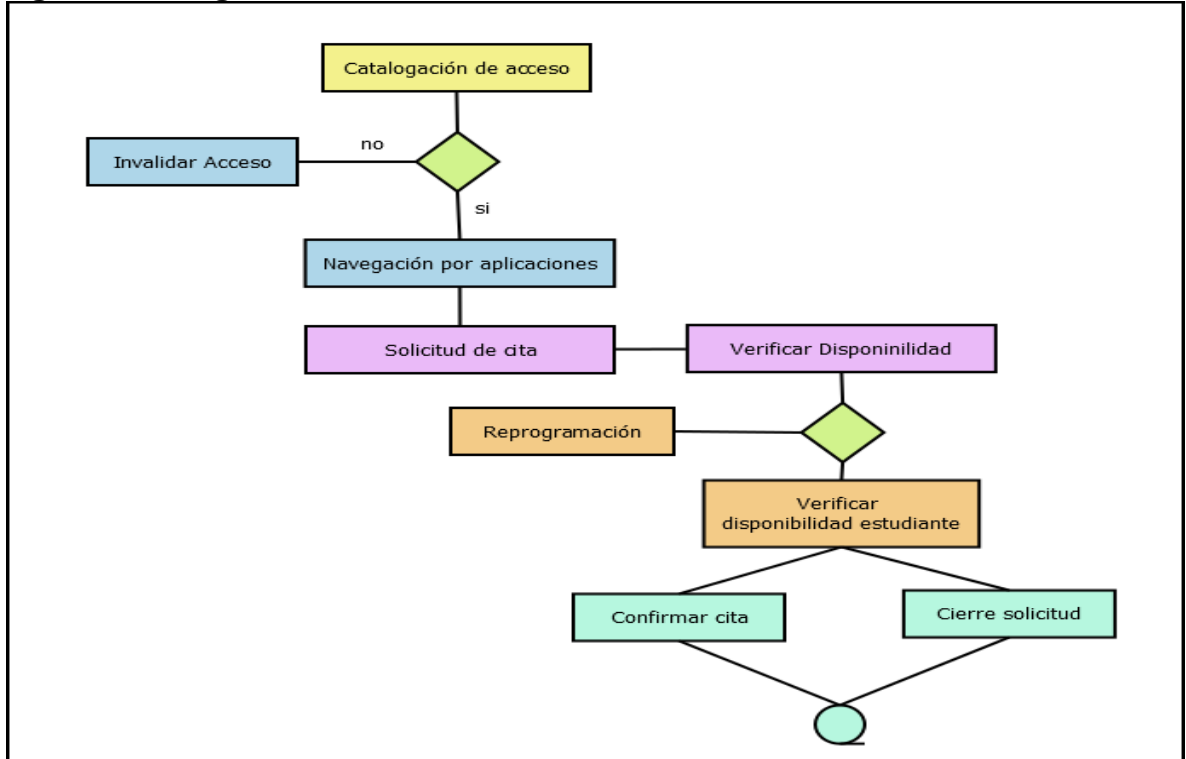 Catalogación de acceso
no
Invalidar Acceso
si
Navegación por aplicaciones
Solicitud de cita
Verificar Disponinilidad
Reprogramación
Verificar
disponibilidad estudiante
Confirmar cita
Cierre solicitud